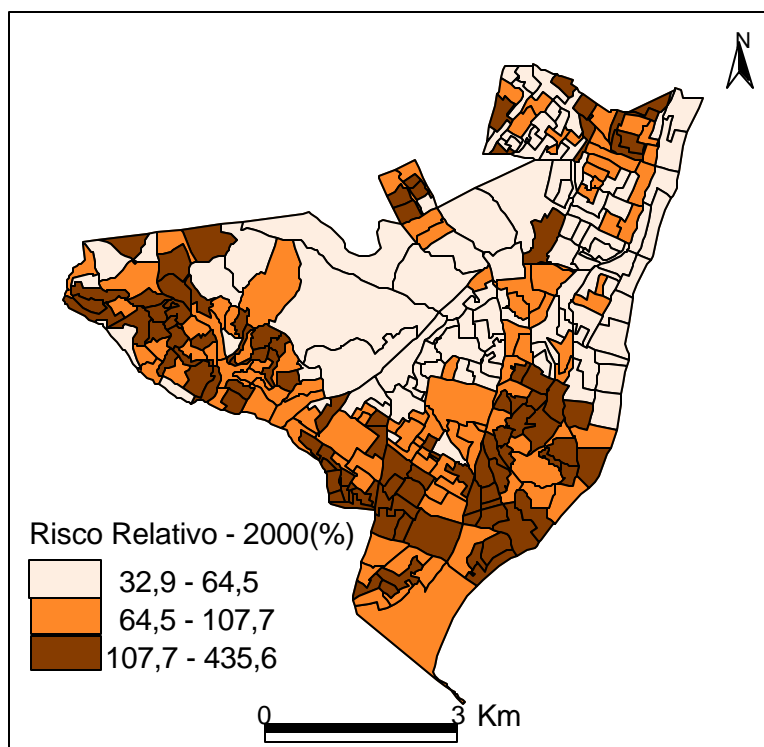 N
Risco Relativo - 2000(%)
32,9 - 64,5
64,5 - 107,7
107,7 - 435,6
0 3 Km